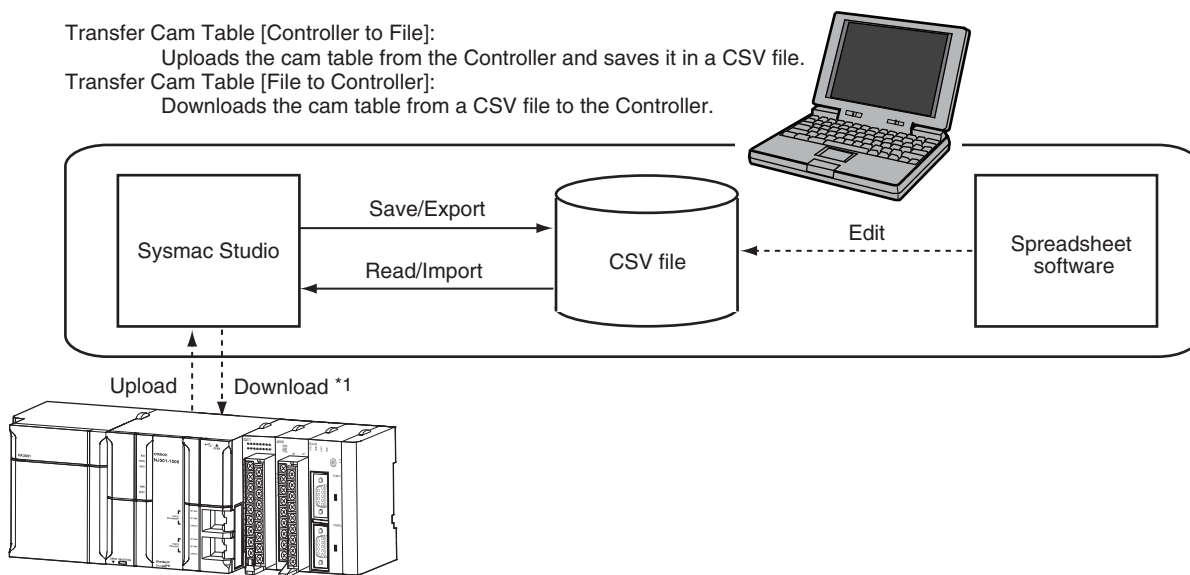 Transfer Cam Table [Controller to File]:
Uploads the cam table from the Controller and saves it in a CSV file.
Transfer Cam Table [File to Controller]:
Downloads the cam table from a CSV file to the Controller.
Sysmac Studio
Save/Export
Read/Import
CSV file
Edit
Spreadsheet
software
Upload
Download *1
NJ501-1500